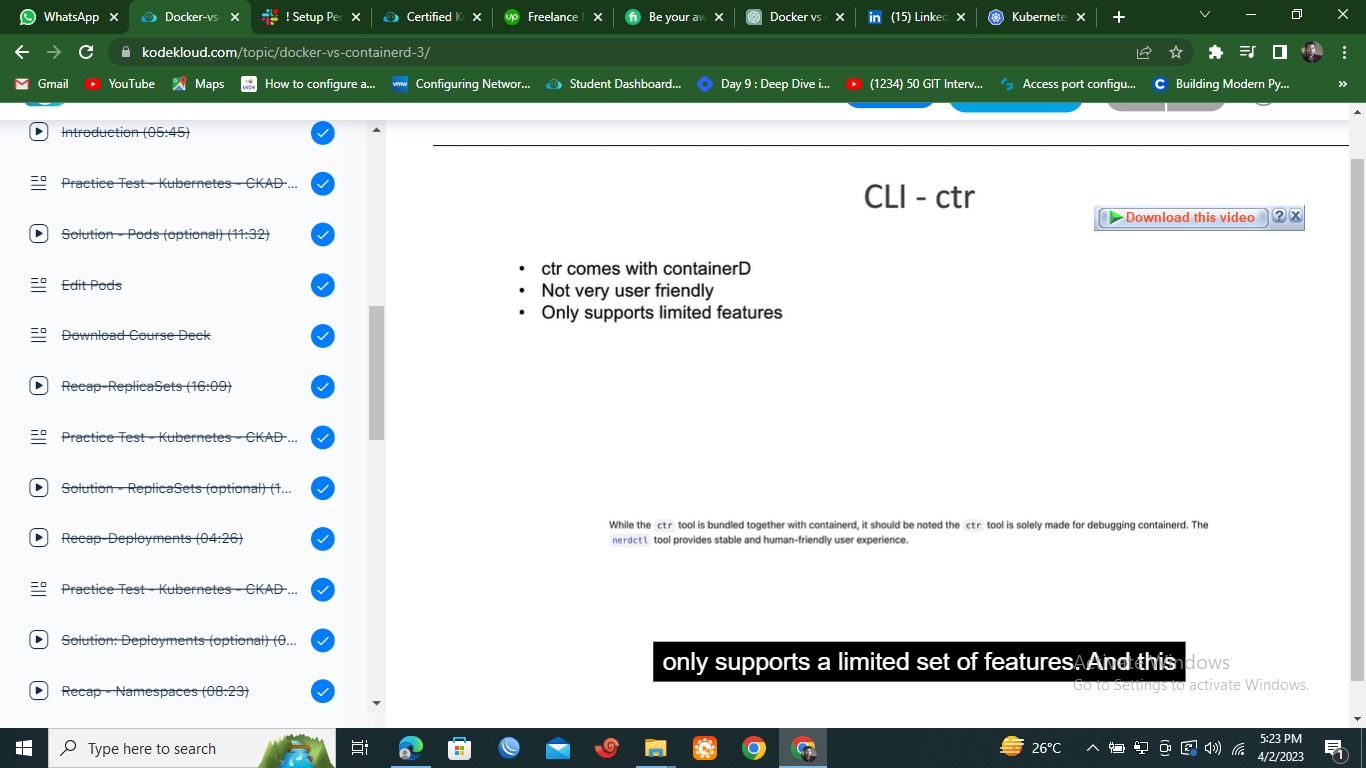 WhatsApp
Docker-vs-
! Setup Pe
Certified K
Freelance
Be your aw
Docker vs
(15) Linked
Kubernete
kodekloud.com/topic/docker-vs-containerd-3/
Gmail
YouTube
Maps
How to configure a...
Configuring Networ...
Student Dashboard...
Day 9 : Deep Dive i...
(1234) 50 GIT Interv...
Access port configu...
Building Modern Py...
»
Introduction (05:45)
Practice Test - Kubernetes - CKAD ...
Solution - Pods (optional) (11:32)
Edit Pods
Download Course Deck
Recap-ReplicaSets (16:09)
Practice Test - Kubernetes - CKAD ...
Solution - ReplicaSets (optional) (1...
Recap-Deployments (04:26)
Practice Test - Kubernetes - CKAD ...
Solution: Deployments (optional) (0...
Recap - Namespaces (08:23)
CLI - ctr
Download this video
• ctr comes with containerD
• Not very user friendly
• Only supports limited features
While the ctr tool is bundled together with containerd, it should be noted the ctr tool is solely made for debugging containerd. The
nerdctl tool provides stable and human-friendly user experience.
only supports a limited set of features. And this
Activate Windows
Go to Settings to activate Windows.
Type here to search
26°C
5:23 PM
4/2/2023
1